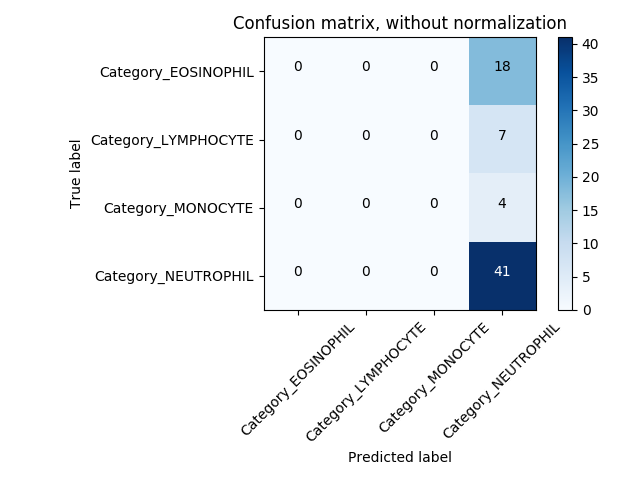 Confusion matrix, without normalization
True label
Category_EOSINOPHIL 0 0 0 18
Category_LYMPHOCYTE 0 0 0 7
Category_MONOCYTE 0 0 0 4
Category_NEUTROPHIL 0 0 0 41
Category_EOSINOPHIL
Category_LYMPHOCYTE
Category_MONOCYTE
Category_NEUTROPHIL
Predicted label
40
35
30
25
20
15
10
5
0